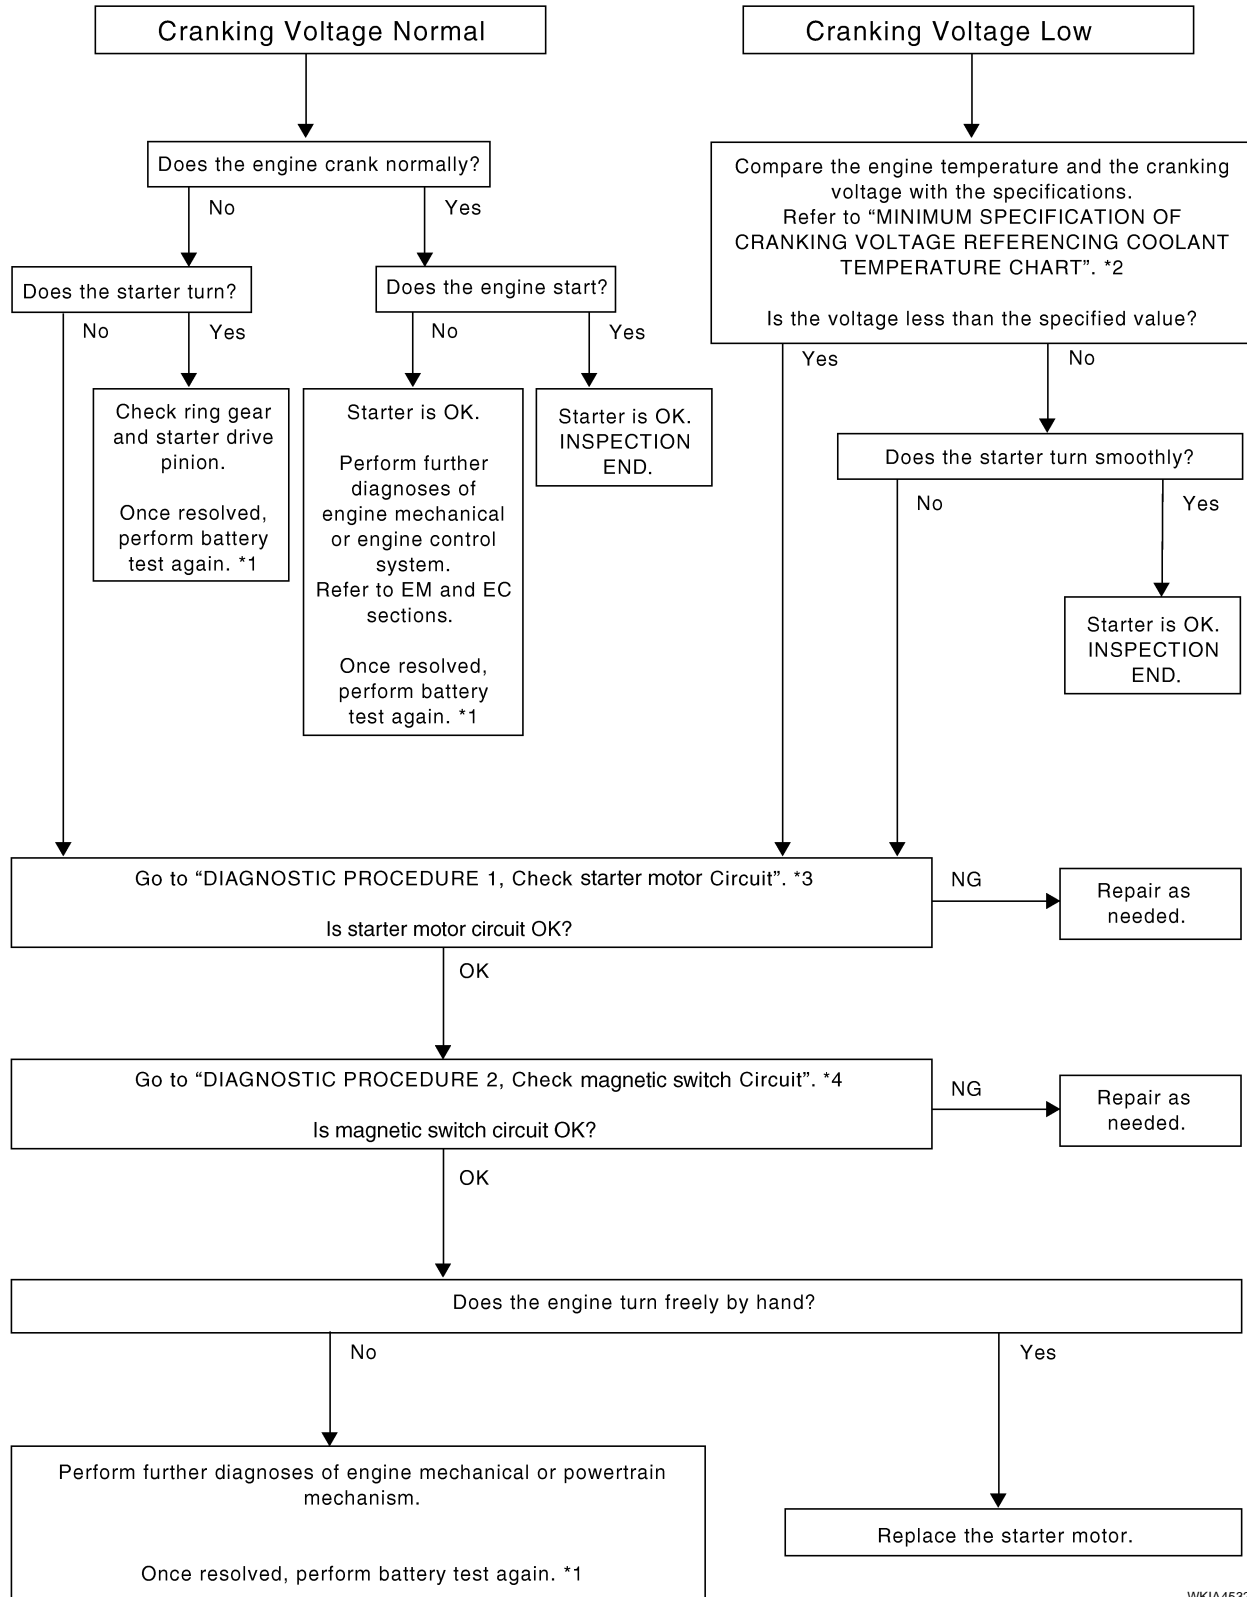 Cranking Voltage Normal
Cranking Voltage Low
Does the engine crank normally?
No
Yes
Does the starter turn?
No
Yes
Check ring gear
and starter drive
pinion.
Once resolved,
perform battery
test again. *1
Does the engine start?
No
Yes
Starter is OK.
Perform further
diagnoses of
engine mechanical
or engine control
system.
Refer to EM and EC
sections.
Once resolved,
perform battery
test again. *1
Starter is OK.
INSPECTION
END.
Compare the engine temperature and the cranking
voltage with the specifications.
Refer to “MINIMUM SPECIFICATION OF
CRANKING VOLTAGE REFERENCING COOLANT
TEMPERATURE CHART”. *2
Is the voltage less than the specified value?
Yes
No
Does the starter turn smoothly?
No
Yes
Starter is OK.
INSPECTION
END.
Go to “DIAGNOSTIC PROCEDURE 1, Check starter motor Circuit”. *3
Is starter motor circuit OK?
NG
Repair as
needed.
OK
Go to “DIAGNOSTIC PROCEDURE 2, Check magnetic switch Circuit”. *4
Is magnetic switch circuit OK?
NG
Repair as
needed.
OK
Does the engine turn freely by hand?
No
Yes
Perform further diagnoses of engine mechanical or powertrain
mechanism.
Once resolved, perform battery test again. *1
Replace the starter motor.